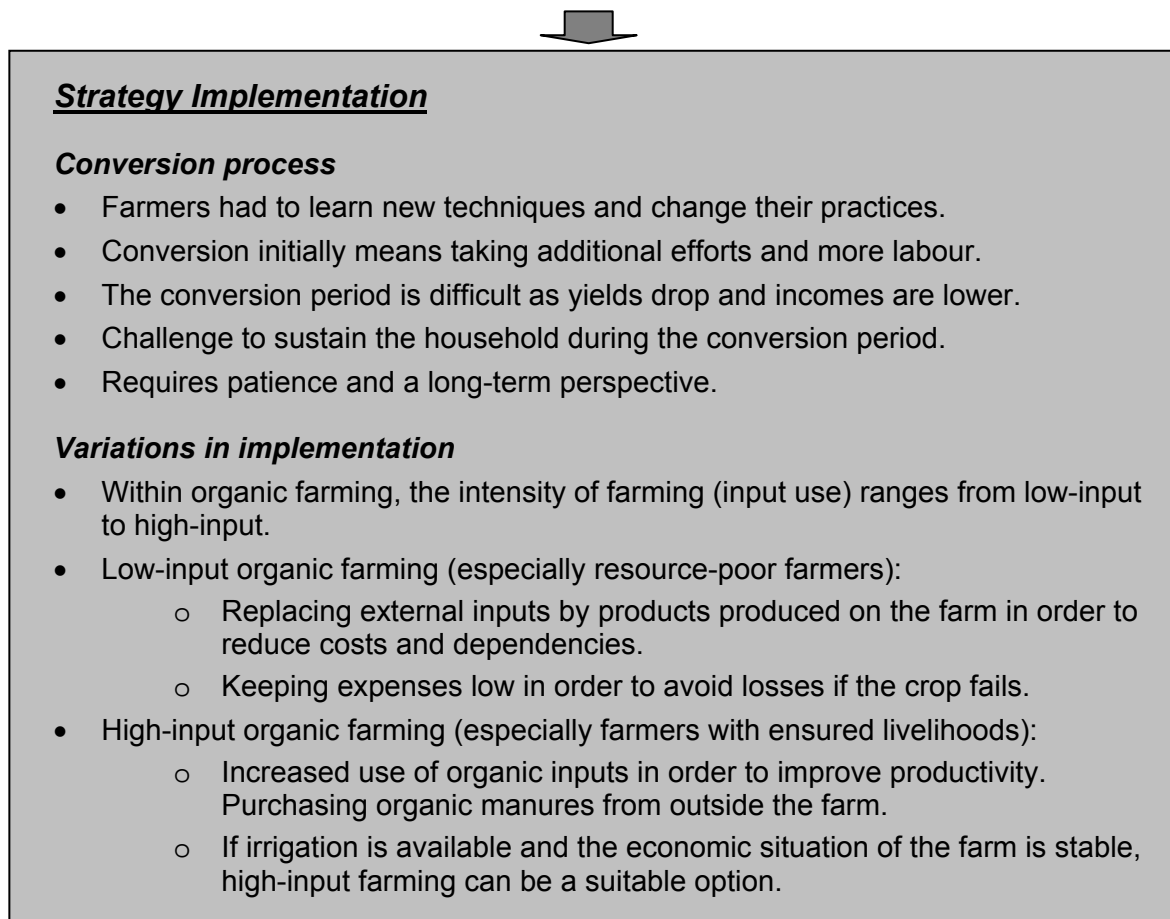 Strategy Implementation
Conversion process
• Farmers had to learn new techniques and change their practices.
• Conversion initially means taking additional efforts and more labour.
• The conversion period is difficult as yields drop and incomes are lower.
• Challenge to sustain the household during the conversion period.
• Requires patience and a long-term perspective.
Variations in implementation
• Within organic farming, the intensity of farming (input use) ranges from low-input
to high-input.
• Low-input organic farming (especially resource-poor farmers):
o Replacing external inputs by products produced on the farm in order to
reduce costs and dependencies.
o Keeping expenses low in order to avoid losses if the crop fails.
• High-input organic farming (especially farmers with ensured livelihoods):
o Increased use of organic inputs in order to improve productivity.
Purchasing organic manures from outside the farm.
o If irrigation is available and the economic situation of the farm is stable,
high-input farming can be a suitable option.